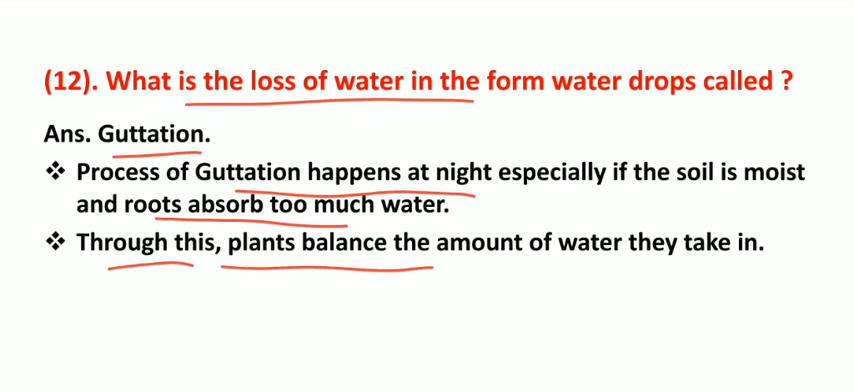 (12). What is the loss of water in the form water drops called ?
Ans. Guttation.
❖ Process of Guttation happens at night especially if the soil is moist
and roots absorb too much water.
❖ Through this, plants balance the amount of water they take in.